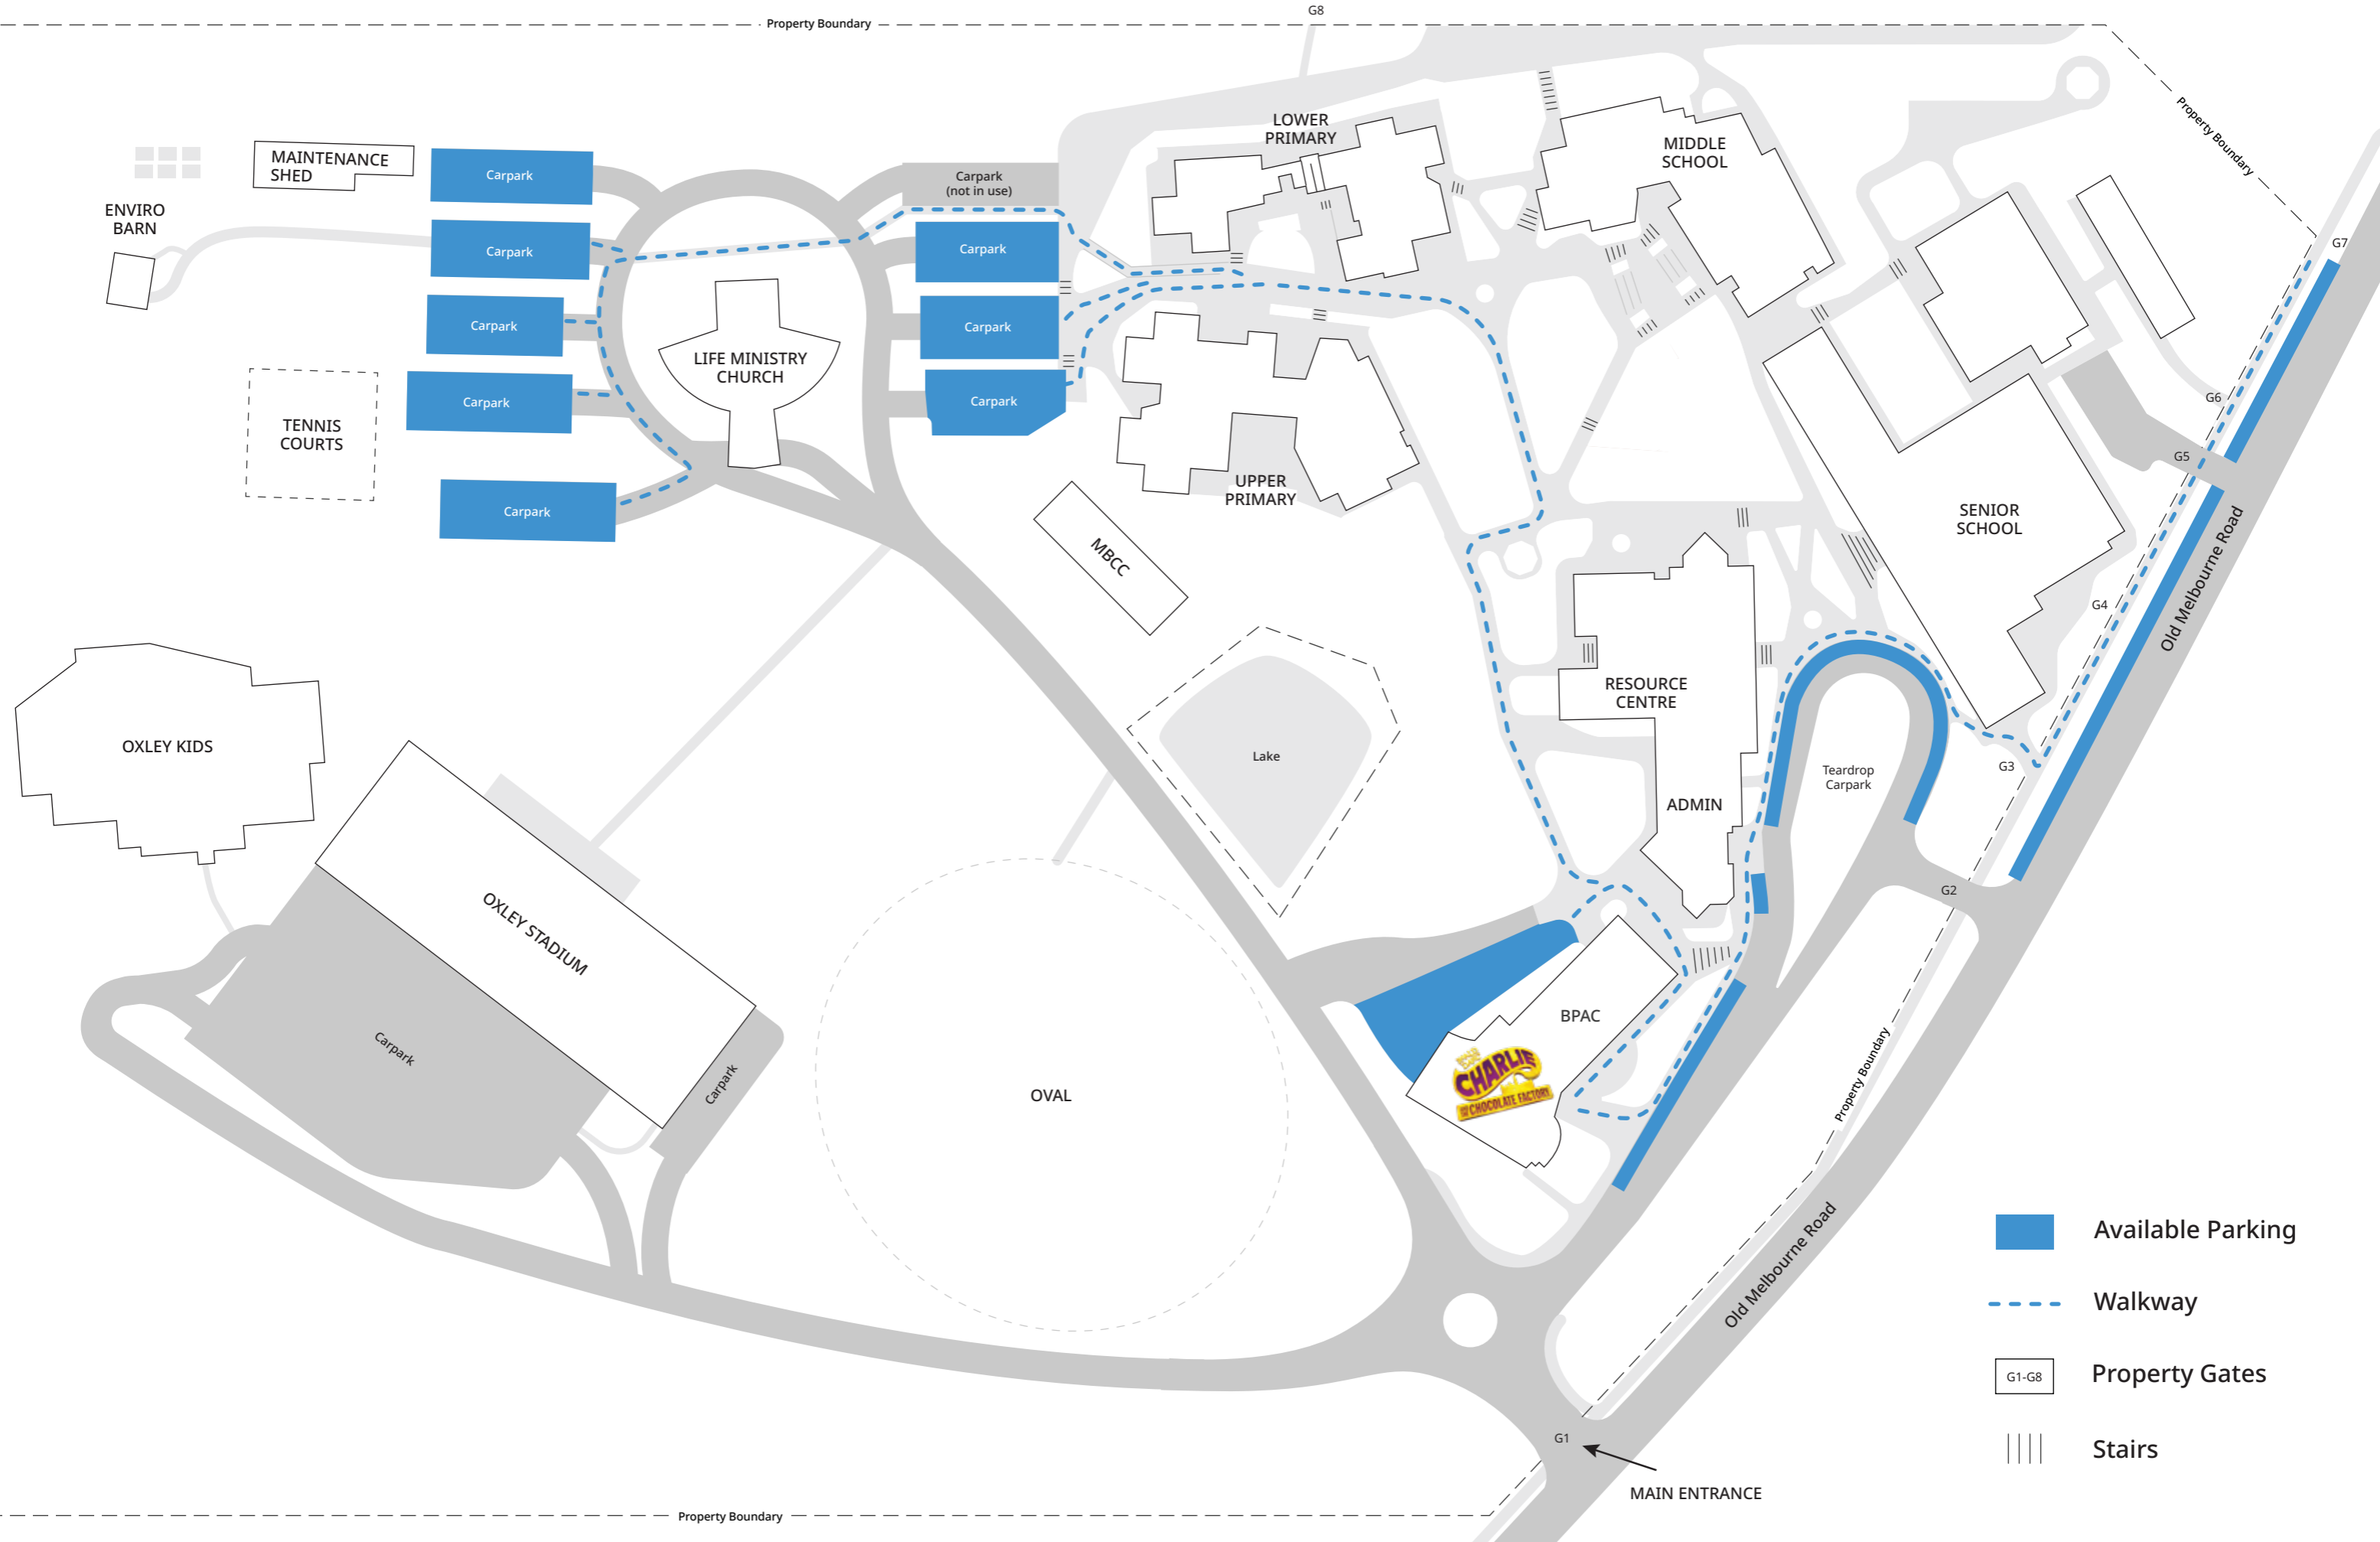 G8
Property Boundary
LOWER
PRIMARY
MIDDLE
SCHOOL
Property Boundary
MAINTENANCE
SHED
Carpark
Carpark
(not in use)
ENVIRO
BARN
Carpark
Carpark
G7
Carpark
Carpark
LIFE MINISTRY
CHURCH
Carpark
Carpark
G6
TENNIS
COURTS
G5
UPPER
PRIMARY
Carpark
SENIOR
SCHOOL
MBCC
Old Melbourne Road
G4
RESOURCE
CENTRE
OXLEY KIDS
Lake
G3
Teardrop
Carpark
ADMIN
G2
OXLEY STADIUM
BPAC
Carpark
Carpark
CHARLIE
AND THE
CHOCOLATE FACTORY
OVAL
Property Boundary
Old Melbourne Road
Available Parking
Walkway
G1-G8
Property Gates
Stairs
G1
MAIN ENTRANCE
Property Boundary